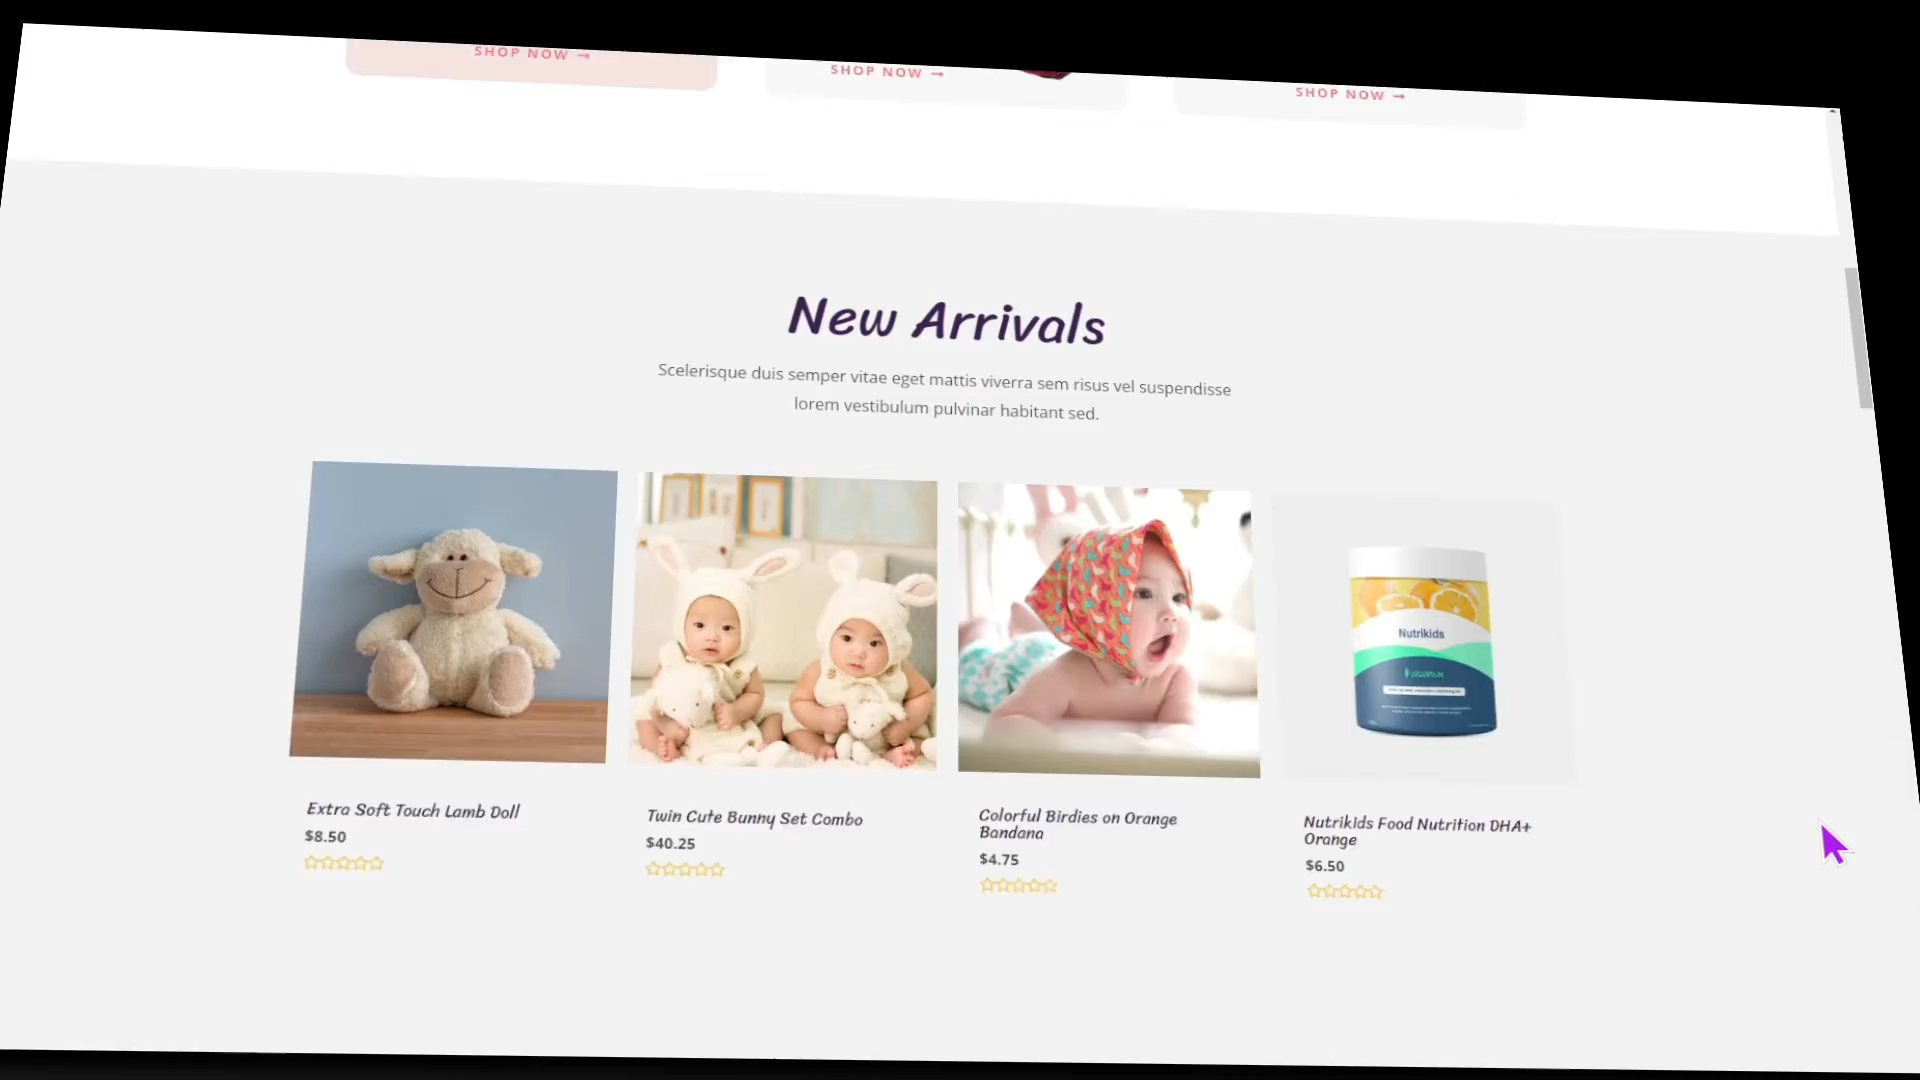 SHOP NOW →
SHOP NOW →
SHOP NOW →
New Arrivals
Scelerisque duis semper vitae eget mattis viverra sem risus vel suspendisse
lorem vestibulum pulvinar habitant sed.
Nutrikids
Extra Soft Touch Lamb Doll
$8.50
Twin Cute Bunny Set Combo
$40.25
Colorful Birdies on Orange
Bandana
$4.75
Nutrikids Food Nutrition DHA+
Orange
$6.50